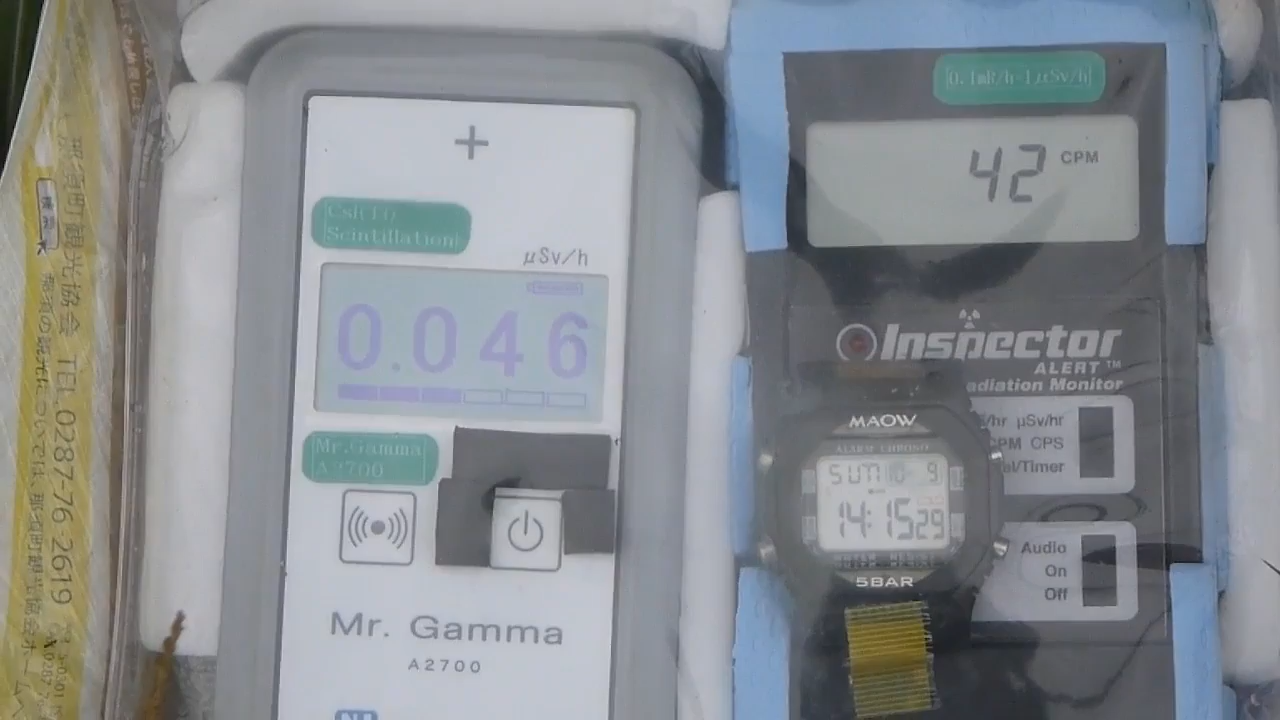 CsI(Tl)
Scintillation
μSv/h
0.046
Mr.Gamma
A2700
Mr. Gamma
A2700
0.1mR/h-1μSv/h
42 CPM
Inspector
ALERT™
adiation Monitor
/hr μSv/hr
CPM CPS
al/Timer
Audio
On
Off
MAOW
ALARM CHRONO
SUN 10 9
14:15 29
5BAR
那須町観光協会 TEL 0287-76-2619